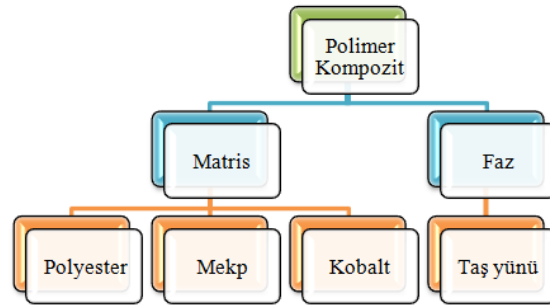 Polimer
Kompozit
Matris
Faz
Polyester
Mekp
Kobalt
Taş yünü